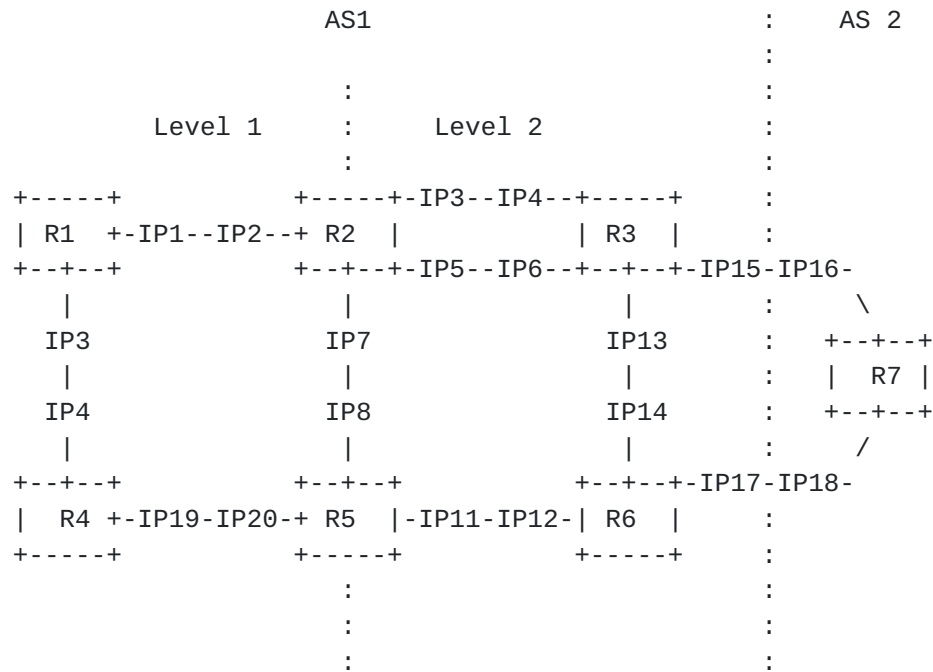 AS1                            :     AS 2
                                                     :
                       :                             :
          Level 1      :     Level 2                 :
                       :                             :
+-----+             +-----+-IP3--IP4--+-----+        :
| R1  +-IP1--IP2--+ R2  |             | R3  |        :
+--+--+             +--+--+-IP5--IP6--+--+--+-IP15-IP16-
   |                   |                   |         :      \
  IP3                 IP7                 IP13       :    +--+--+
   |                   |                   |         :    |  R7 |
  IP4                 IP8                 IP14       :    +--+--+
   |                   |                   |         :      /
+--+--+             +--+--+             +--+--+-IP17-IP18-
|  R4 +-IP19-IP20-+ R5  |-IP11-IP12-| R6  |      :
+-----+             +-----+             +-----+      :
                       :                             :
                       :                             :
                       :                             :